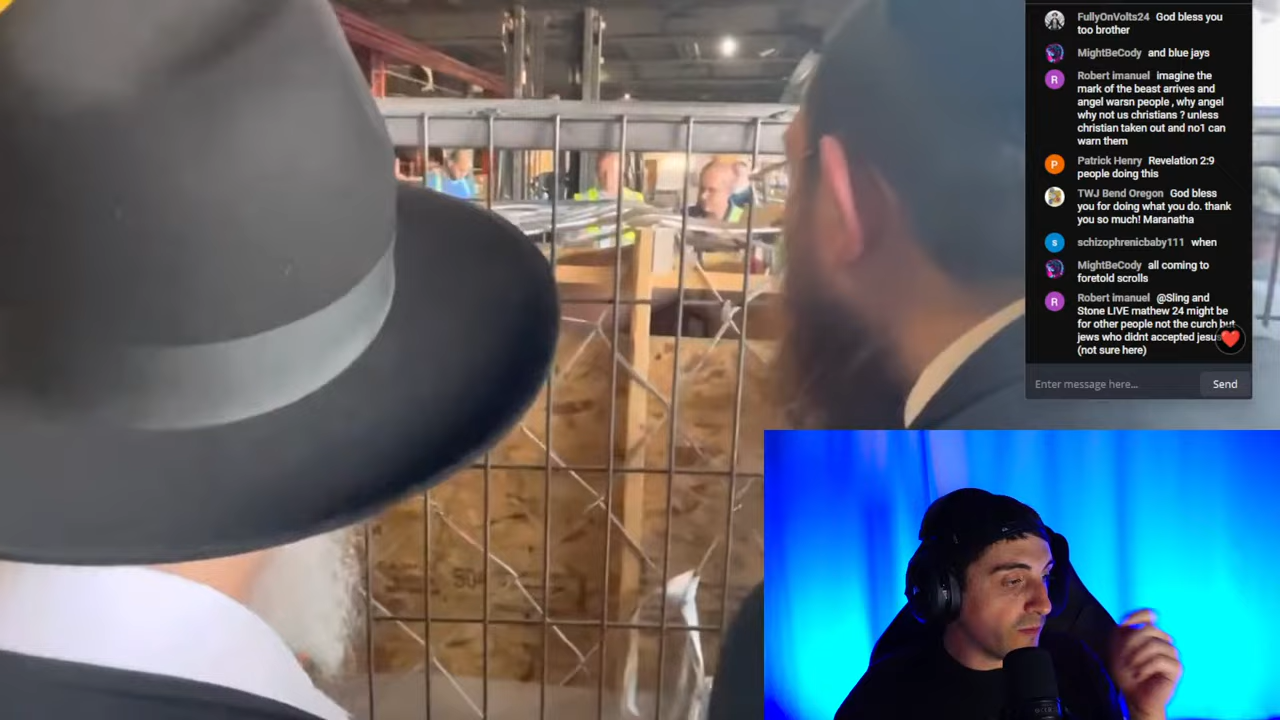 FullyOnVolts24 God bless you
too brother
MightBeCody and blue jays
R
Robert imanuel imagine the
mark of the beast arrives and
angel warsn people , why angel
why not us christians ? unless
christian taken out and no1 can
warn them
P
Patrick Henry Revelation 2:9
people doing this
TWJ Bend Oregon God bless
you for doing what you do. thank
you so much! Maranatha
s
schizophrenicbaby111 when
MightBeCody all coming to
foretold scrolls
R
Robert imanuel @Sling and
Stone LIVE mathew 24 might be
for other people not the curch but
jews who didnt accepted jesus
(not sure here)
Enter message here...
Send